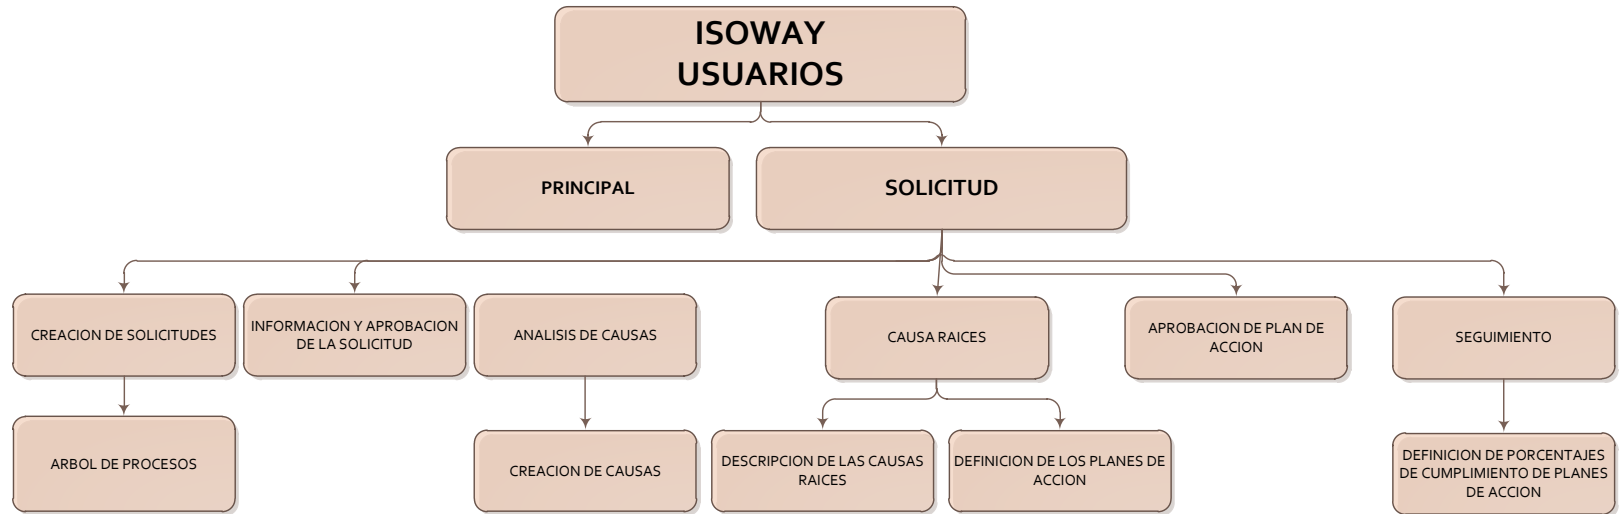 ISOWAY
USUARIOS
PRINCIPAL
SOLICITUD
CREACION DE SOLICITUDES
INFORMACION Y APROBACION
DE LA SOLICITUD
ANALISIS DE CAUSAS
CAUSA RAICES
APROBACION DE PLAN DE
ACCION
SEGUIMIENTO
ARBOL DE PROCESOS
CREACION DE CAUSAS
DESCRIPCION DE LAS CAUSAS
RAICES
DEFINICION DE LOS PLANES DE
ACCION
DEFINICION DE PORCENTAJES
DE CUMPLIMIENTO DE PLANES
DE ACCION